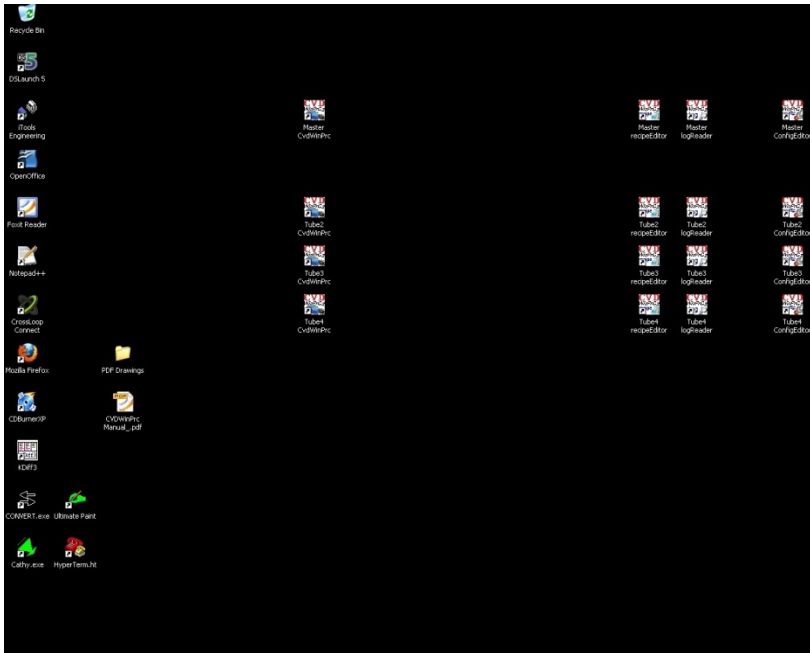 Recycle Bin
DSLaunch 5
iTools
Engineering
Master
CvdWinPrc
Master
recipeEditor
Master
logReader
Master
ConfigEditor
OpenOffice
Foxit Reader
Tube2
CvdWinPrc
Tube2
recipeEditor
Tube2
logReader
Tube2
ConfigEditor
Notepad++
Tube3
CvdWinPrc
Tube3
recipeEditor
Tube3
logReader
Tube3
ConfigEditor
CrossLoop
Connect
Tube4
CvdWinPrc
Tube4
recipeEditor
Tube4
logReader
Tube4
ConfigEditor
Mozilla Firefox
PDF Drawings
CDBurnerXP
CVDWinPrc
Manual_.pdf
KDiff3
CONVERT.exe
Ultimate Paint
Cathy.exe
HyperTerm.ht